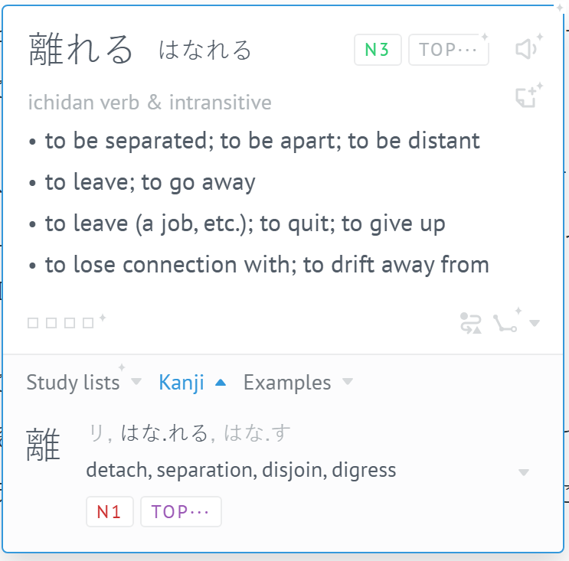 離れる はなれる N3 TOP···
ichidan verb & intransitive
• to be separated; to be apart; to be distant
• to leave; to go away
• to leave (a job, etc.); to quit; to give up
• to lose connection with; to drift away from
Study lists Kanji Examples
離 リ, はな.れる, はな.す
detach, separation, disjoin, digress
N1 TOP···